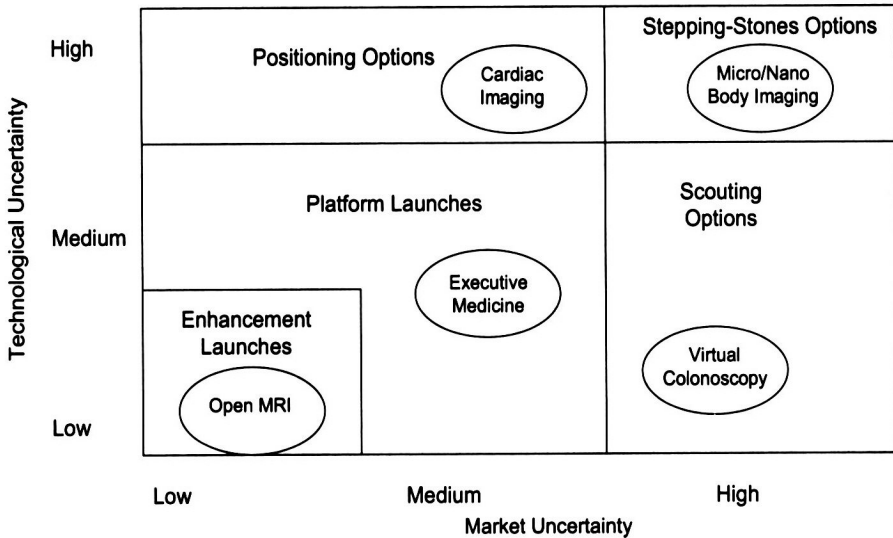 Technological Uncertainty
High
Medium
Low
Positioning Options
Cardiac
Imaging
Stepping-Stones Options
Micro/Nano
Body Imaging
Platform Launches
Scouting
Options
Executive
Medicine
Enhancement
Launches
Open MRI
Virtual
Colonoscopy
Low
Medium
High
Market Uncertainty